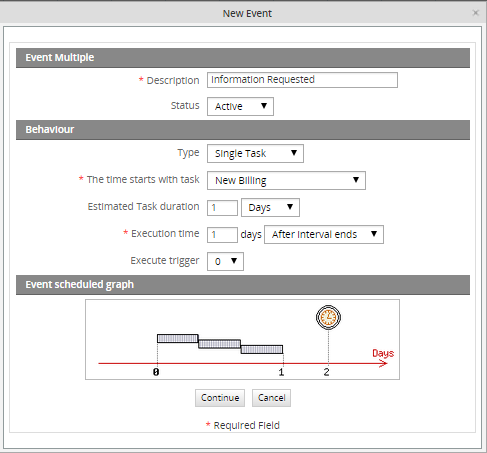 New Event ×
Event Multiple
* Description Information Requested
Status Active
Behaviour
Type Single Task
* The time starts with task New Billing
Estimated Task duration 1 Days
* Execution time 1 days After interval ends
Execute trigger 0
Event scheduled graph
Days
0 1 2
Continue Cancel
* Required Field